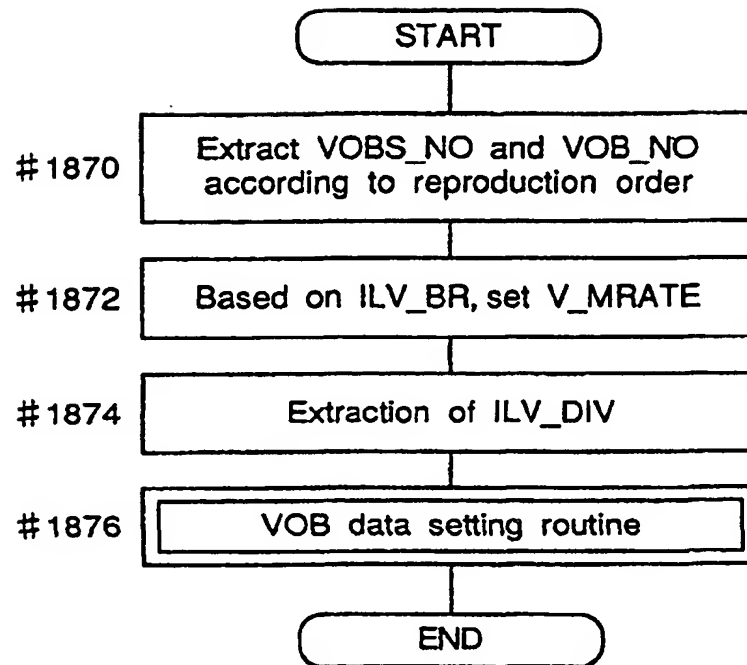 START
#1870
Extract VOBS_NO and VOB_NO
according to reproduction order
#1872
Based on ILV_BR, set V_MRATE
#1874
Extraction of ILV_DIV
#1876
VOB data setting routine
END